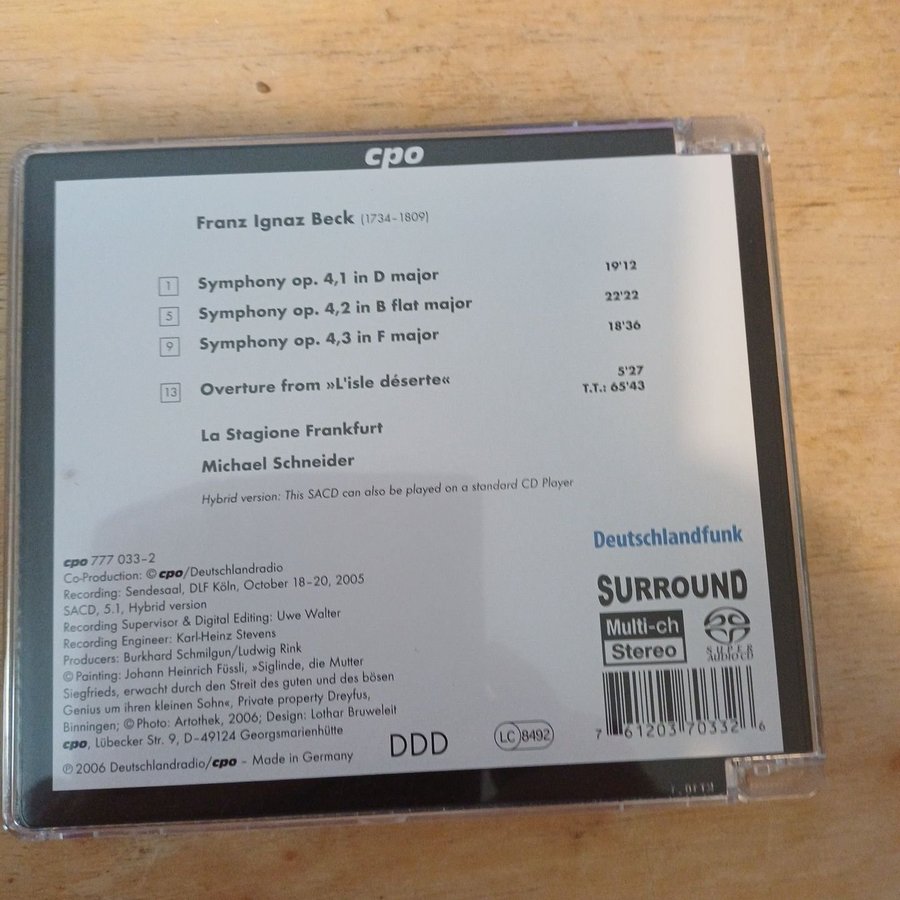 cpo
Franz Ignaz Beck (1734–1809)
1 Symphony op. 4,1 in D major 19'12
5 Symphony op. 4,2 in B flat major 22'22
9 Symphony op. 4,3 in F major 18'36
13 Overture from »L'isle déserte« 5'27
T.T.: 65'43
La Stagione Frankfurt
Michael Schneider
Hybrid version: This SACD can also be played on a standard CD Player
Deutschlandfunk
cpo 777 033–2
Co-Production: © cpo/Deutschlandradio
Recording: Sendesaal, DLF Köln, October 18–20, 2005
SACD, 5.1, Hybrid version
Recording Supervisor & Digital Editing: Uwe Walter
Recording Engineer: Karl-Heinz Stevens
Producers: Burkhard Schmilgun/Ludwig Rink
© Painting: Johann Heinrich Füssli, »Siglinde, die Mutter
Siegfrieds, erwacht durch den Streit des guten und des bösen
Genius um ihren kleinen Sohn«, Private property Dreyfus,
Binningen; © Photo: Artothek, 2006; Design: Lothar Bruweleit
cpo, Lübecker Str. 9, D–49124 Georgsmarienhütte
℗ 2006 Deutschlandradio/cpo – Made in Germany
DDD
LC 8492
SURROUND
Multi-ch
Stereo
SUPER
AUDIO CD
7 61203 70332 6